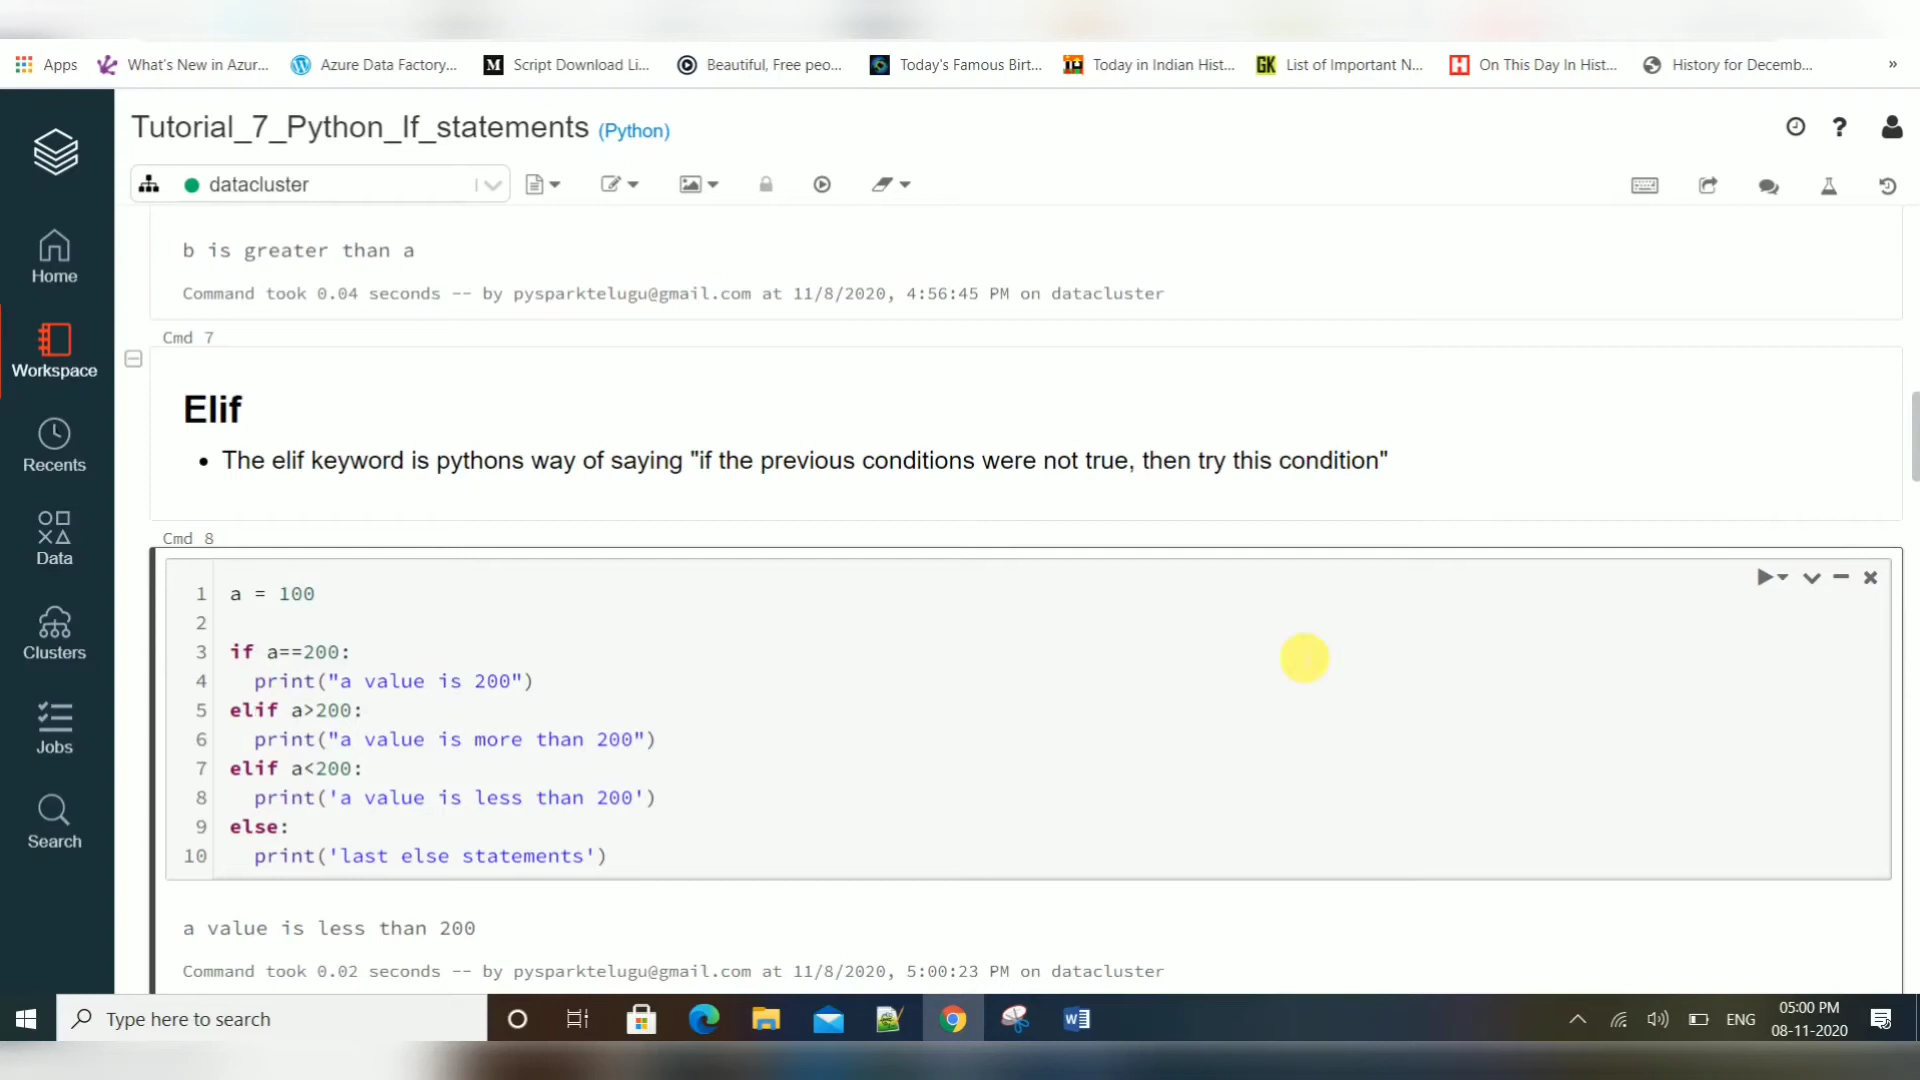 Apps What's New in Azur... Azure Data Factory... Script Download Li... Beautiful, Free peo... Today's Famous Birt... Today in Indian Hist... List of Important N... On This Day In Hist... History for Decemb... »
Tutorial_7_Python_If_statements (Python)
datacluster
Home
Workspace
Recents
Data
Clusters
Jobs
Search
b is greater than a
Command took 0.04 seconds -- by pysparktelugu@gmail.com at 11/8/2020, 4:56:45 PM on datacluster
Cmd 7
Elif
• The elif keyword is pythons way of saying "if the previous conditions were not true, then try this condition"
Cmd 8
1 a = 100
2
3 if a==200:
4 print("a value is 200")
5 elif a>200:
6 print("a value is more than 200")
7 elif a<200:
8 print('a value is less than 200')
9 else:
10 print('last else statements')
a value is less than 200
Command took 0.02 seconds -- by pysparktelugu@gmail.com at 11/8/2020, 5:00:23 PM on datacluster
Type here to search
ENG
05:00 PM
08-11-2020